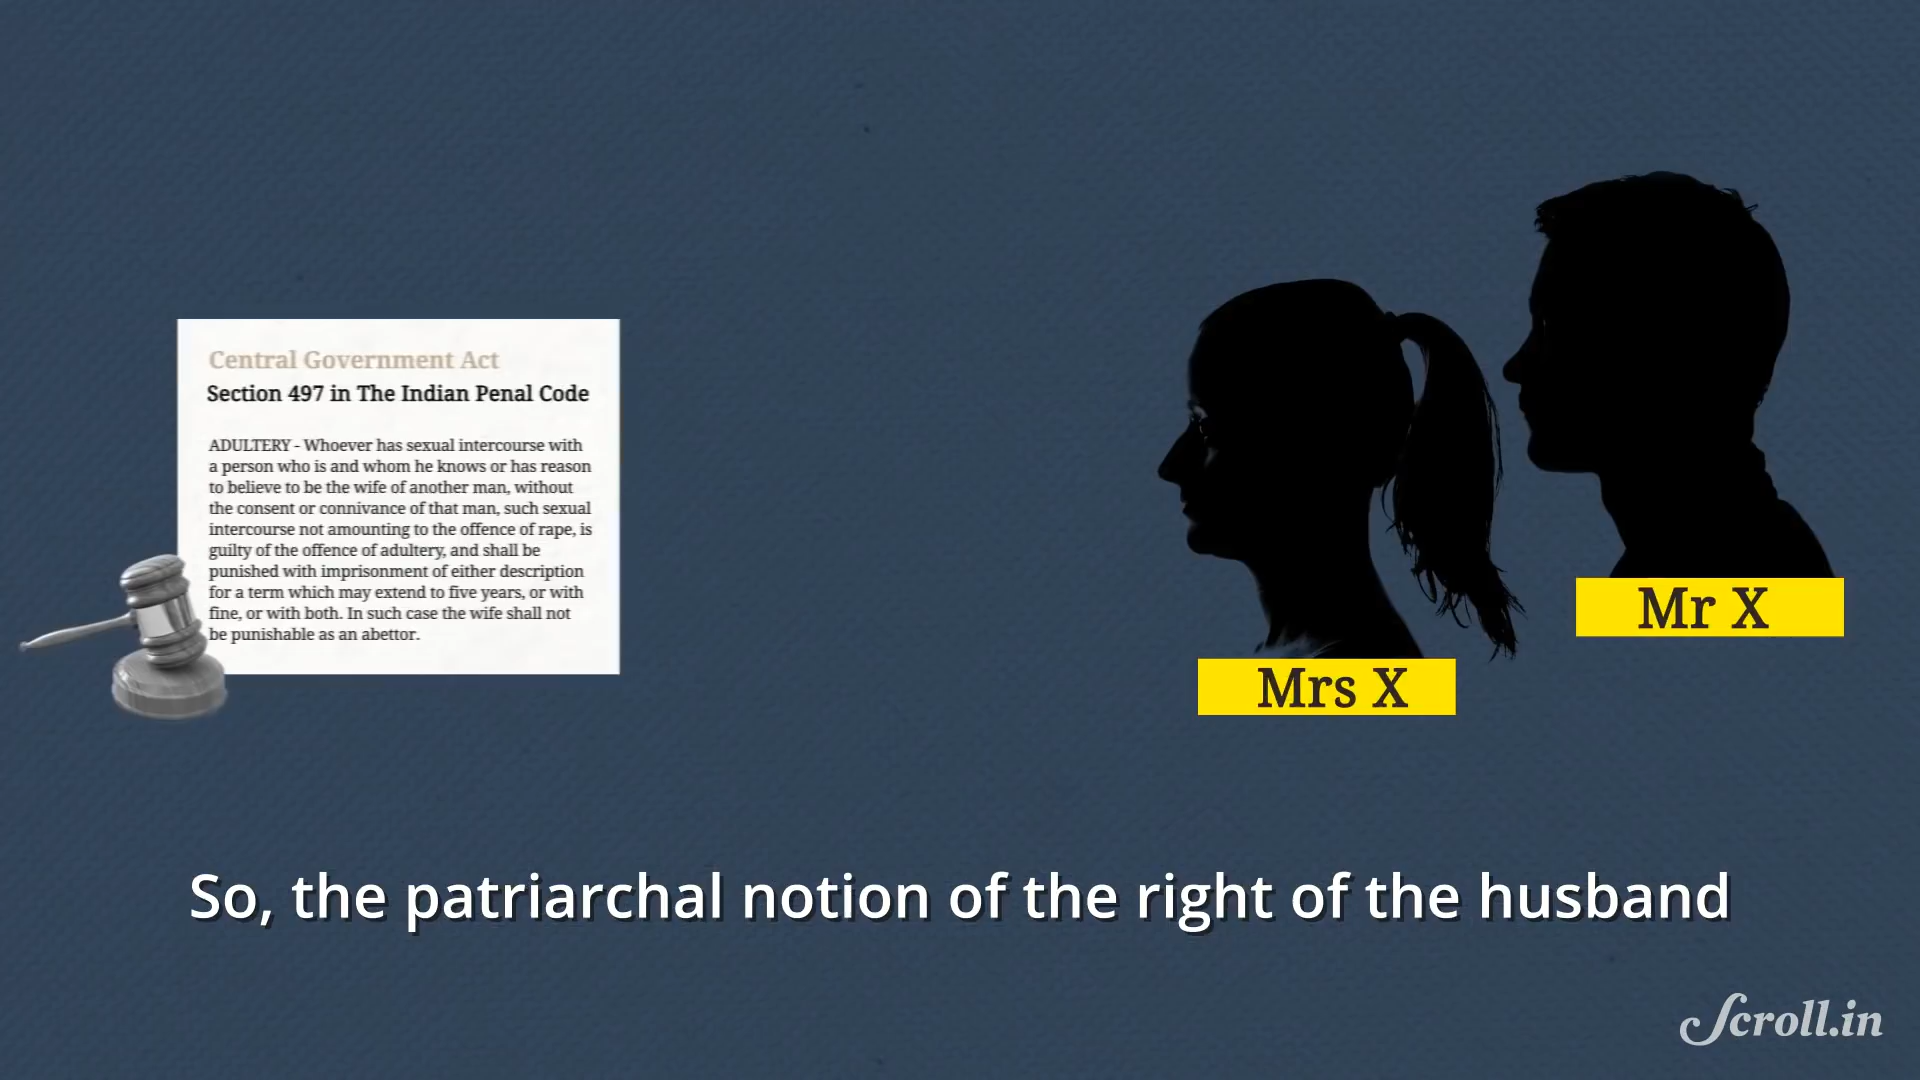 Central Government Act
Section 497 in The Indian Penal Code
ADULTERY - Whoever has sexual intercourse with
a person who is and whom he knows or has reason
to believe to be the wife of another man, without
the consent or connivance of that man, such sexual
intercourse not amounting to the offence of rape, is
guilty of the offence of adultery, and shall be
punished with imprisonment of either description
for a term which may extend to five years, or with
fine, or with both. In such case the wife shall not
be punishable as an abettor.
Mr X
Mrs X
So, the patriarchal notion of the right of the husband
Scroll.in